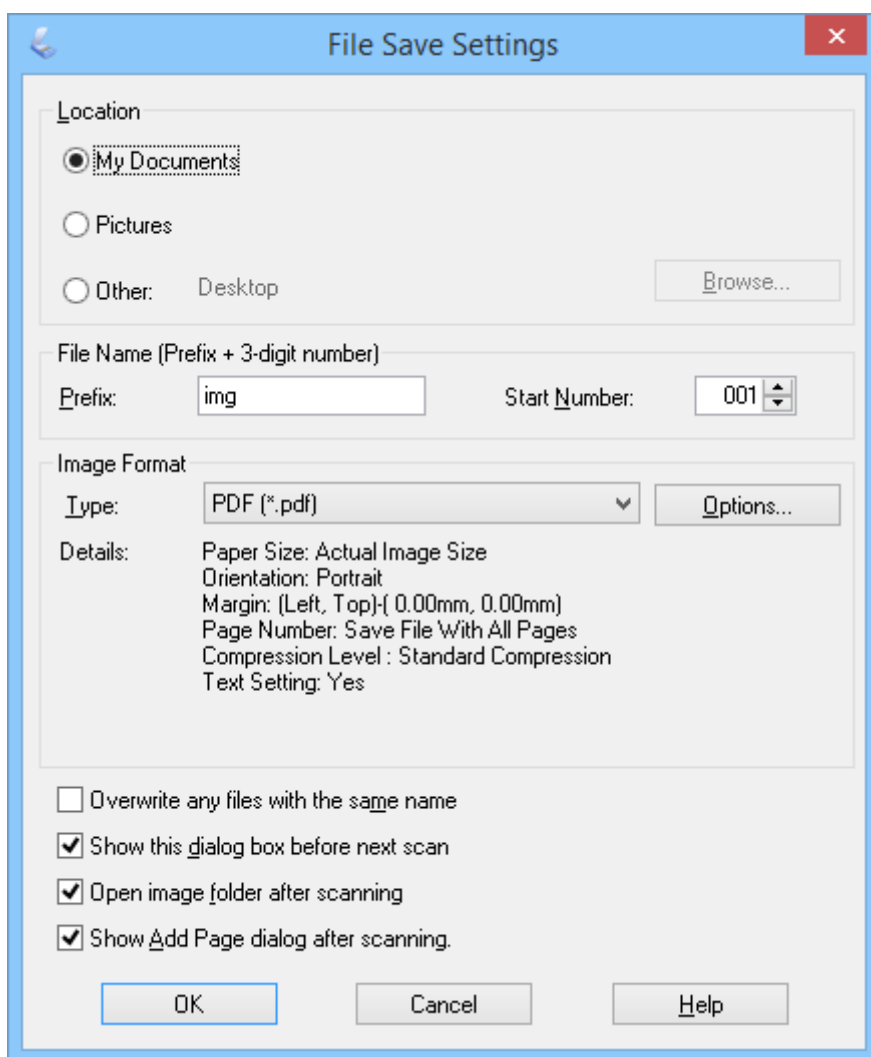 File Save Settings
Location
My Documents
Pictures
Other: Desktop Browse...
File Name (Prefix + 3-digit number)
Prefix: img Start Number: 001
Image Format
Type: PDF (*.pdf) Options...
Details: Paper Size: Actual Image Size
Orientation: Portrait
Margin: (Left, Top)-( 0.00mm, 0.00mm)
Page Number: Save File With All Pages
Compression Level : Standard Compression
Text Setting: Yes
Overwrite any files with the same name
Show this dialog box before next scan
Open image folder after scanning
Show Add Page dialog after scanning.
OK Cancel Help